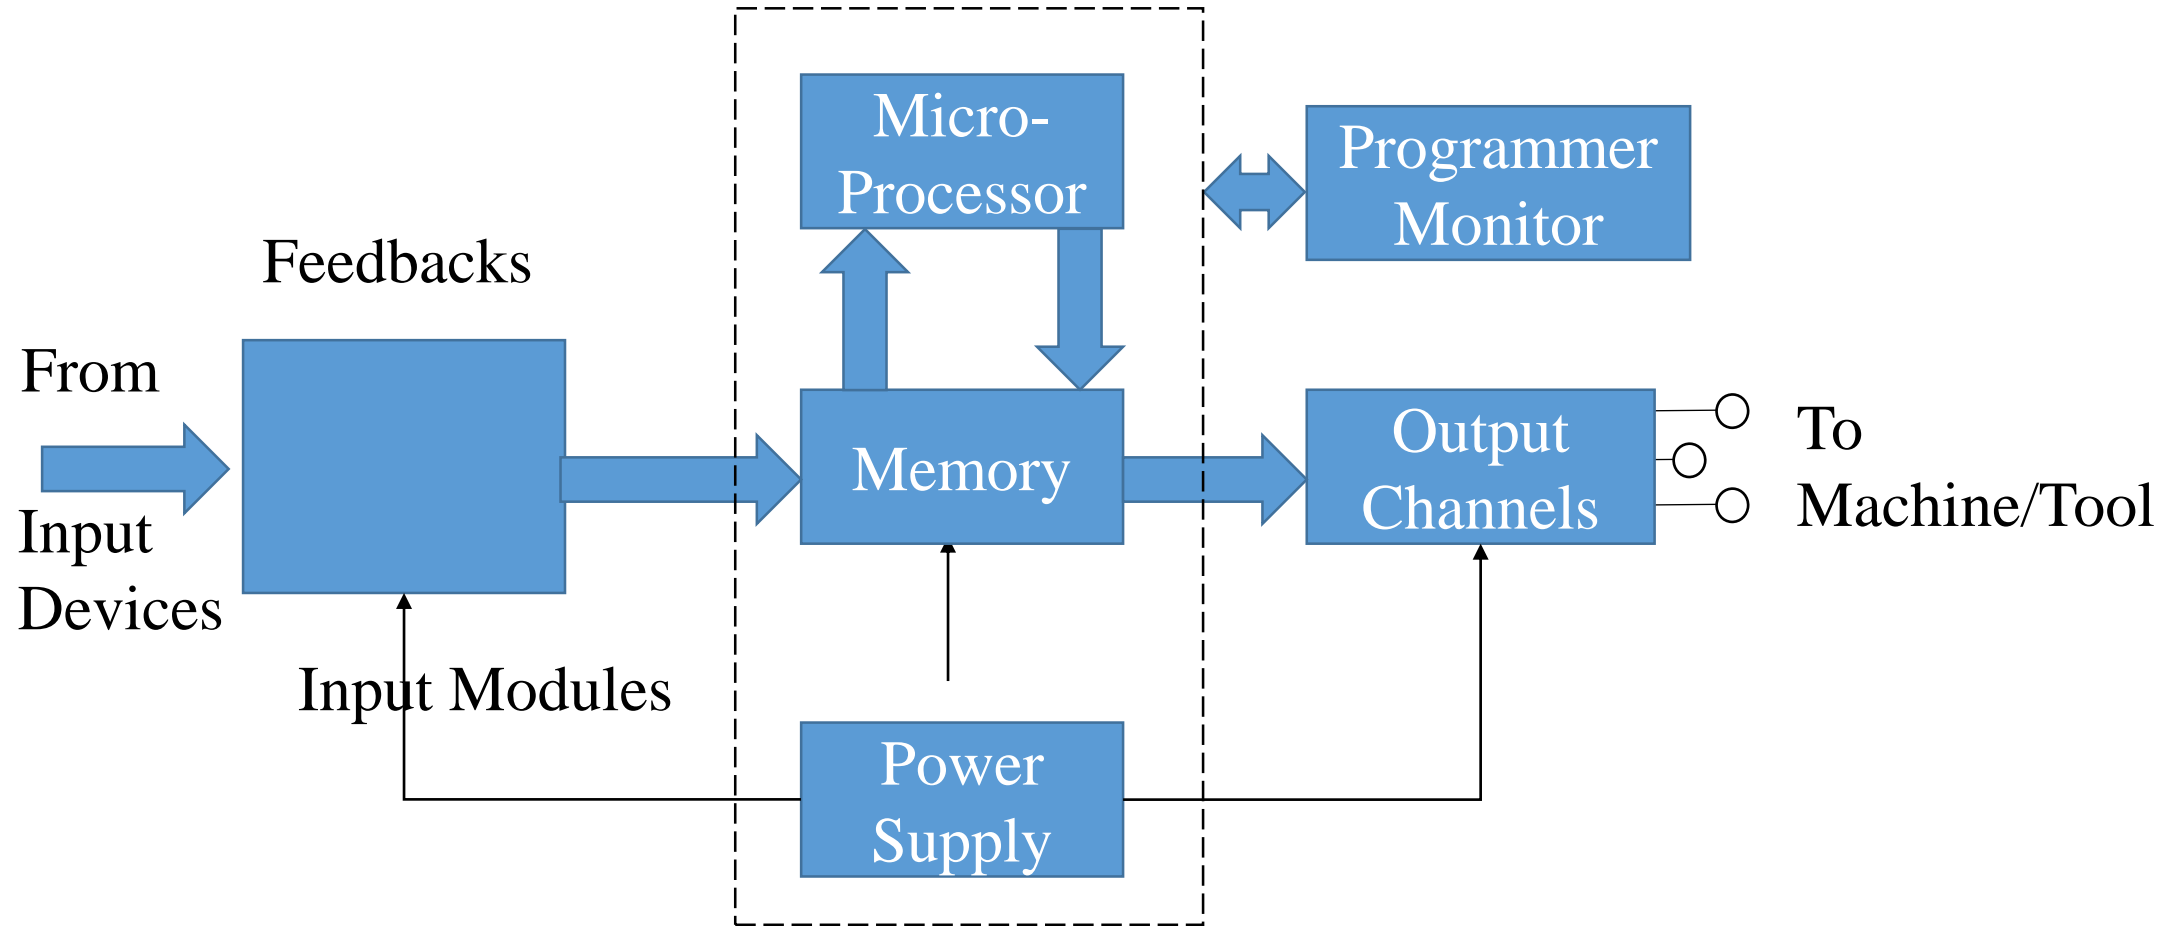 Micro-
Processor
Programmer
Monitor
Feedbacks
From
Input
Devices
Memory
Output
Channels
To
Machine/Tool
Input Modules
Power
Supply